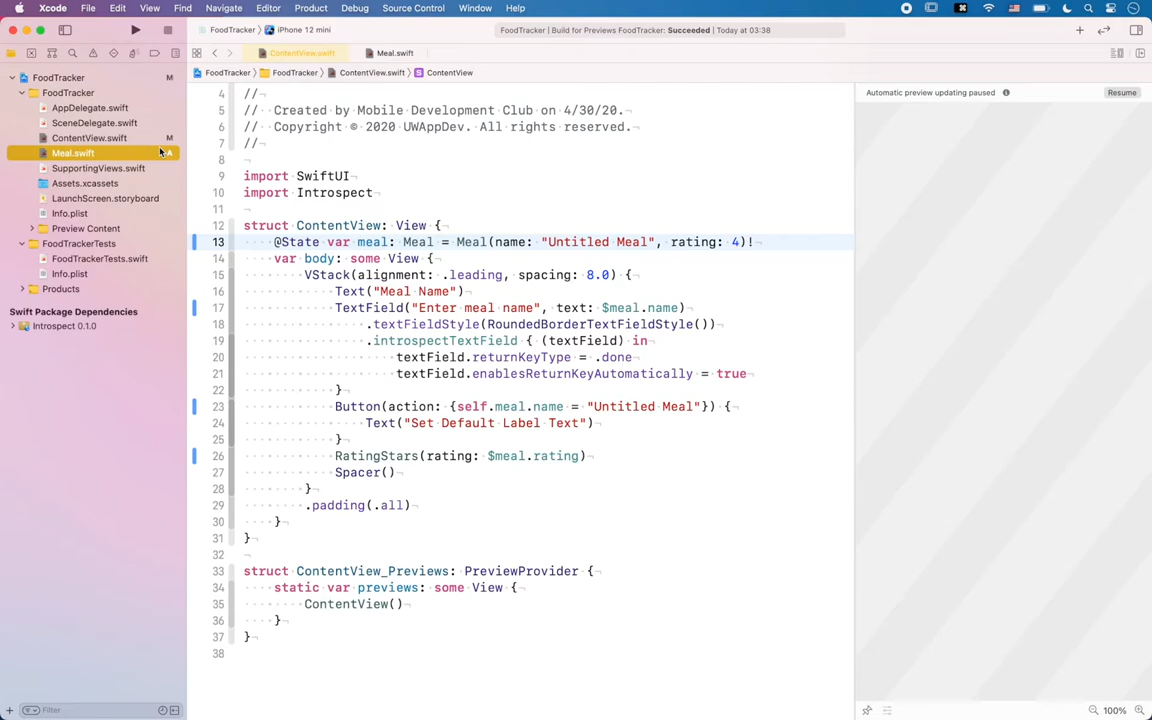 Xcode File Edit View Find Navigate Editor Product Debug Source Control Window Help
FoodTracker iPhone 12 mini
FoodTracker | Build for Previews FoodTracker: Succeeded | Today at 03:38
ContentView.swift Meal.swift
FoodTracker FoodTracker ContentView.swift S ContentView
FoodTracker M
FoodTracker
AppDelegate.swift
SceneDelegate.swift
ContentView.swift M
Meal.swift A
SupportingViews.swift
Assets.xcassets
LaunchScreen.storyboard
Info.plist
Preview Content
FoodTrackerTests
FoodTrackerTests.swift
Info.plist
Products
Swift Package Dependencies
Introspect 0.1.0
Filter
4 //
5 // Created by Mobile Development Club on 4/30/20.
6 // Copyright © 2020 UWAppDev. All rights reserved.
7 //
8
9 import SwiftUI
10 import Introspect
11
12 struct ContentView: View {
13 @State var meal: Meal = Meal(name: "Untitled Meal", rating: 4)!
14 var body: some View {
15 VStack(alignment: .leading, spacing: 8.0) {
16 Text("Meal Name")
17 TextField("Enter meal name", text: $meal.name)
18 .textFieldStyle(RoundedBorderTextFieldStyle())
19 .introspectTextField { (textField) in
20 textField.returnKeyType = .done
21 textField.enablesReturnKeyAutomatically = true
22 }
23 Button(action: {self.meal.name = "Untitled Meal"}) {
24 Text("Set Default Label Text")
25 }
26 RatingStars(rating: $meal.rating)
27 Spacer()
28 }
29 .padding(.all)
30 }
31 }
32
33 struct ContentView_Previews: PreviewProvider {
34 static var previews: some View {
35 ContentView()
36 }
37 }
38
Automatic preview updating paused Resume
100%